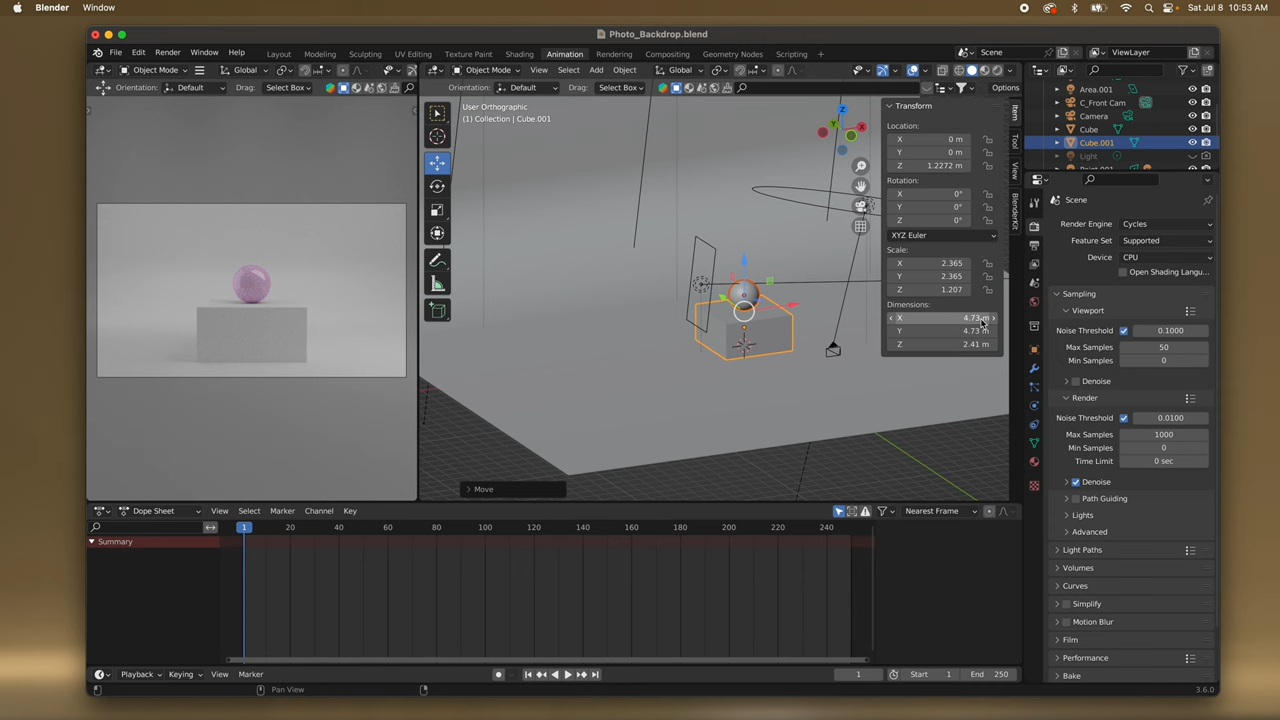 Blender Window Sat Jul 8 10:53 AM
Photo_Backdrop.blend
File Edit Render Window Help Layout Modeling Sculpting UV Editing Texture Paint Shading Animation Rendering Compositing Geometry Nodes Scripting + Scene ViewLayer
Object Mode Global Object Mode View Select Add Object Global
Orientation: Default Drag: Select Box Orientation: Default Drag: Select Box Options
User Orthographic
(1) Collection | Cube.001
Z
X
Y
Transform
Location:
X 0 m
Y 0 m
Z 1.2272 m
Rotation:
X 0°
Y 0°
Z 0°
XYZ Euler
Scale:
X 2.365
Y 2.365
Z 1.207
Dimensions:
X 4.73 m
Y 4.73 m
Z 2.41 m
Item
Tool
View
BlenderKit
Move
Area.001
C_Front Cam
Camera
Cube
Cube.001
Light
Scene
Render Engine Cycles
Feature Set Supported
Device CPU
Open Shading Langu...
Sampling
Viewport
Noise Threshold 0.1000
Max Samples 50
Min Samples 0
Denoise
Render
Noise Threshold 0.0100
Max Samples 1000
Min Samples 0
Time Limit 0 sec
Denoise
Path Guiding
Lights
Advanced
Light Paths
Volumes
Curves
Simplify
Motion Blur
Film
Performance
Bake
Dope Sheet View Select Marker Channel Key Nearest Frame
1 20 40 60 80 100 120 140 160 180 200 220 240
Summary
Playback Keying View Marker 1 Start 1 End 250
Pan View 3.6.0